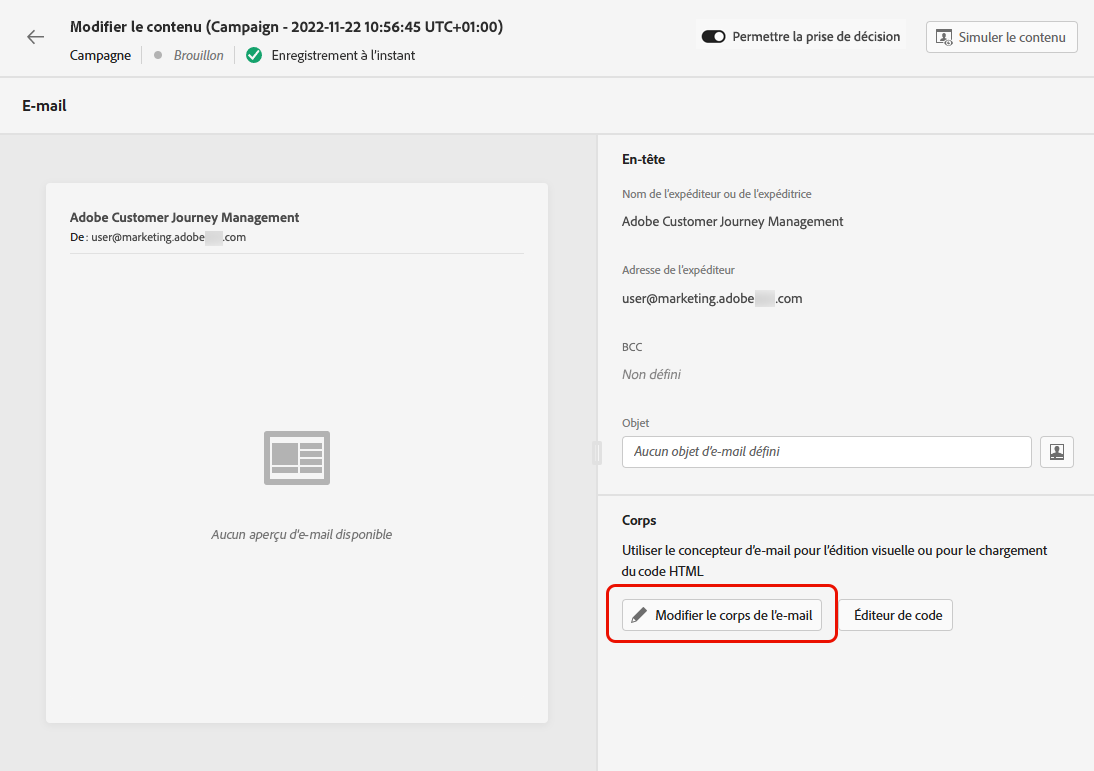 Modifier le contenu (Campaign - 2022-11-22 10:56:45 UTC+01:00)
Campagne Brouillon Enregistrement à l'instant
Permettre la prise de décision
Simuler le contenu
E-mail
Adobe Customer Journey Management
De : user@marketing.adobe .com
Aucun aperçu d'e-mail disponible
En-tête
Nom de l'expéditeur ou de l'expéditrice
Adobe Customer Journey Management
Adresse de l'expéditeur
user@marketing.adobe .com
BCC
Non défini
Objet
Aucun objet d'e-mail défini
Corps
Utiliser le concepteur d'e-mail pour l'édition visuelle ou pour le chargement
du code HTML
Modifier le corps de l'e-mail
Éditeur de code